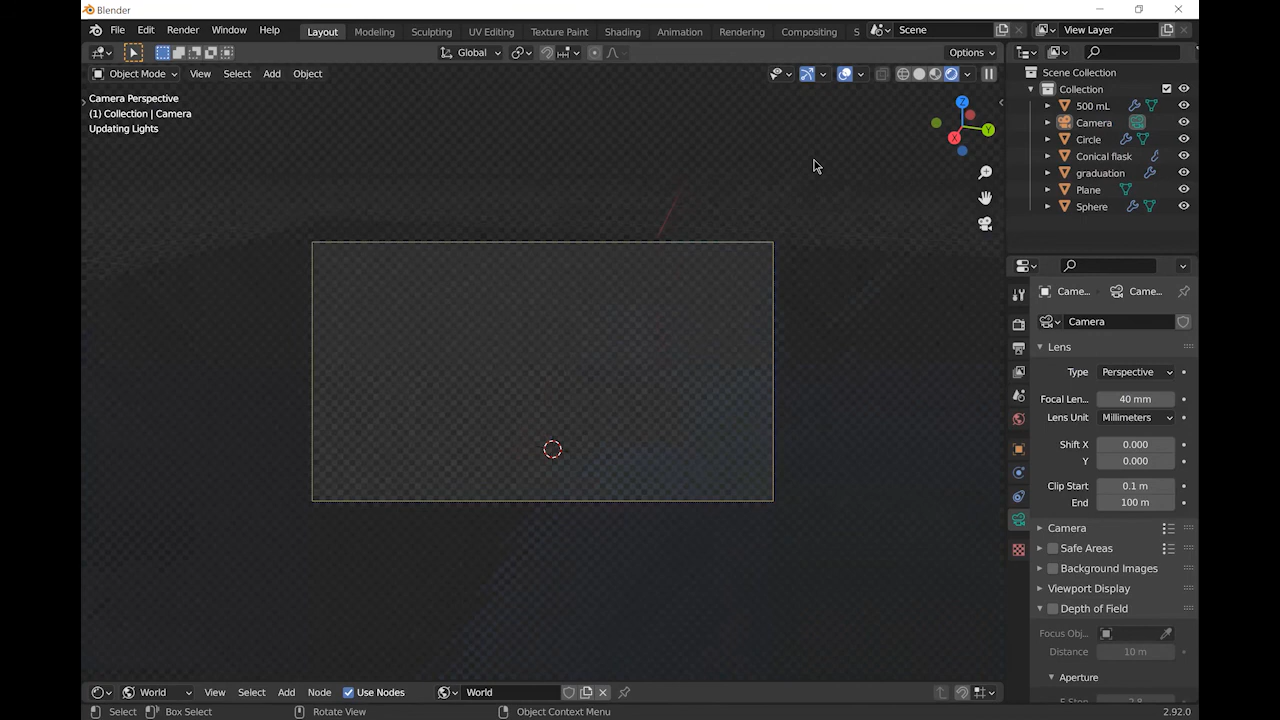 Blender
File Edit Render Window Help Layout Modeling Sculpting UV Editing Texture Paint Shading Animation Rendering Compositing S Scene View Layer
Global Options
Object Mode View Select Add Object
Camera Perspective
(1) Collection | Camera
Updating Lights
Z
Y
X
Scene Collection
Collection
500 mL
Camera
Circle
Conical flask
graduation
Plane
Sphere
Came... Came...
Camera
Lens
Type Perspective
Focal Len... 40 mm
Lens Unit Millimeters
Shift X 0.000
Y 0.000
Clip Start 0.1 m
End 100 m
Camera
Safe Areas
Background Images
Viewport Display
Depth of Field
Focus Obj...
Distance 10 m
Aperture
World View Select Add Node Use Nodes World
Select Box Select Rotate View Object Context Menu 2.92.0